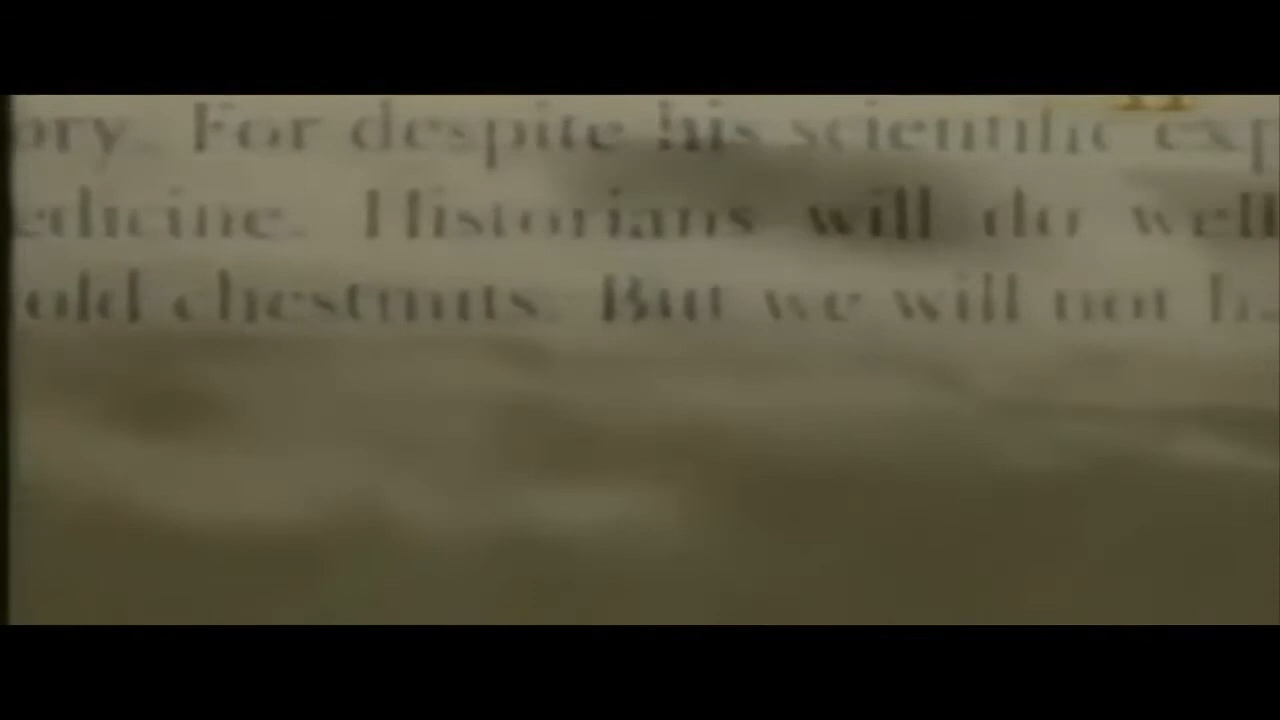 ory. For despite his scientific exp
edicine. Historians will do well
old chestnuts. But we will not h